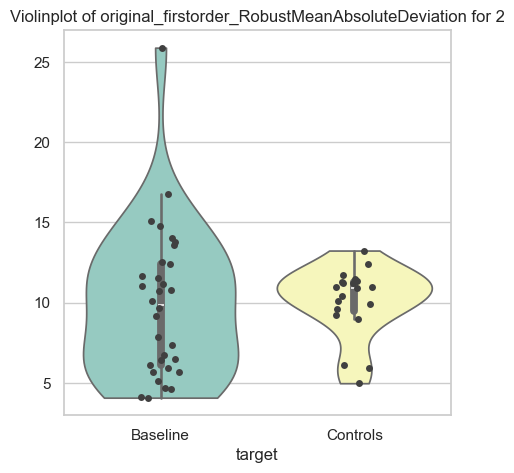 Violinplot of original_firstorder_RobustMeanAbsoluteDeviation for 2
25
20
15
10
5
Baseline
Controls
target